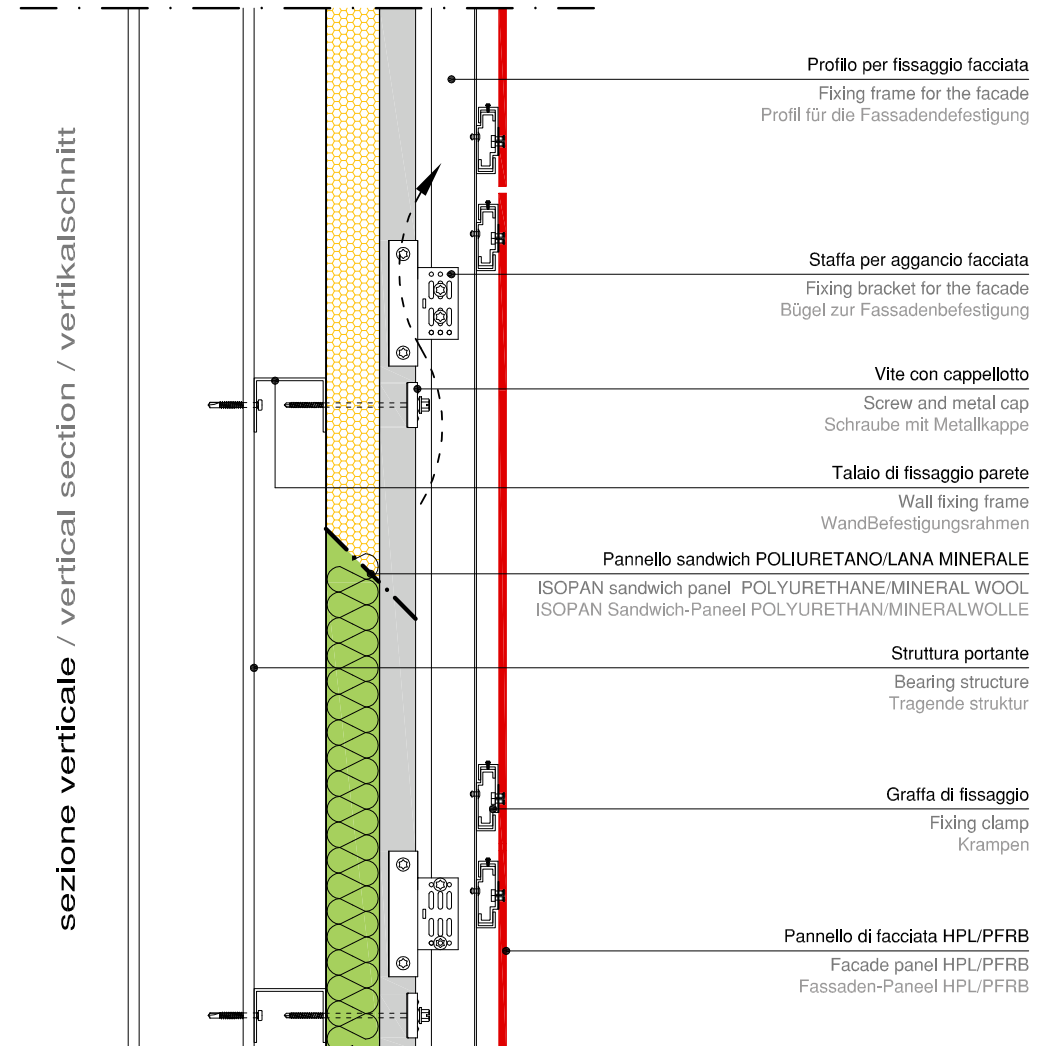 sezione verticale / vertical section / vertikalschnitt
Profilo per fissaggio facciata
Fixing frame for the facade
Profil für die Fassadendefestigung
Staffa per aggancio facciata
Fixing bracket for the facade
Bügel zur Fassadenbefestigung
Vite con cappellotto
Screw and metal cap
Schraube mit Metallkappe
Talaio di fissaggio parete
Wall fixing frame
WandBefestigungsrahmen
Pannello sandwich POLIURETANO/LANA MINERALE
ISOPAN sandwich panel POLYURETHANE/MINERAL WOOL
ISOPAN Sandwich-Paneel POLYURETHAN/MINERALWOLLE
Struttura portante
Bearing structure
Tragende struktur
Graffa di fissaggio
Fixing clamp
Krampen
Pannello di facciata HPL/PFRB
Facade panel HPL/PFRB
Fassaden-Paneel HPL/PFRB